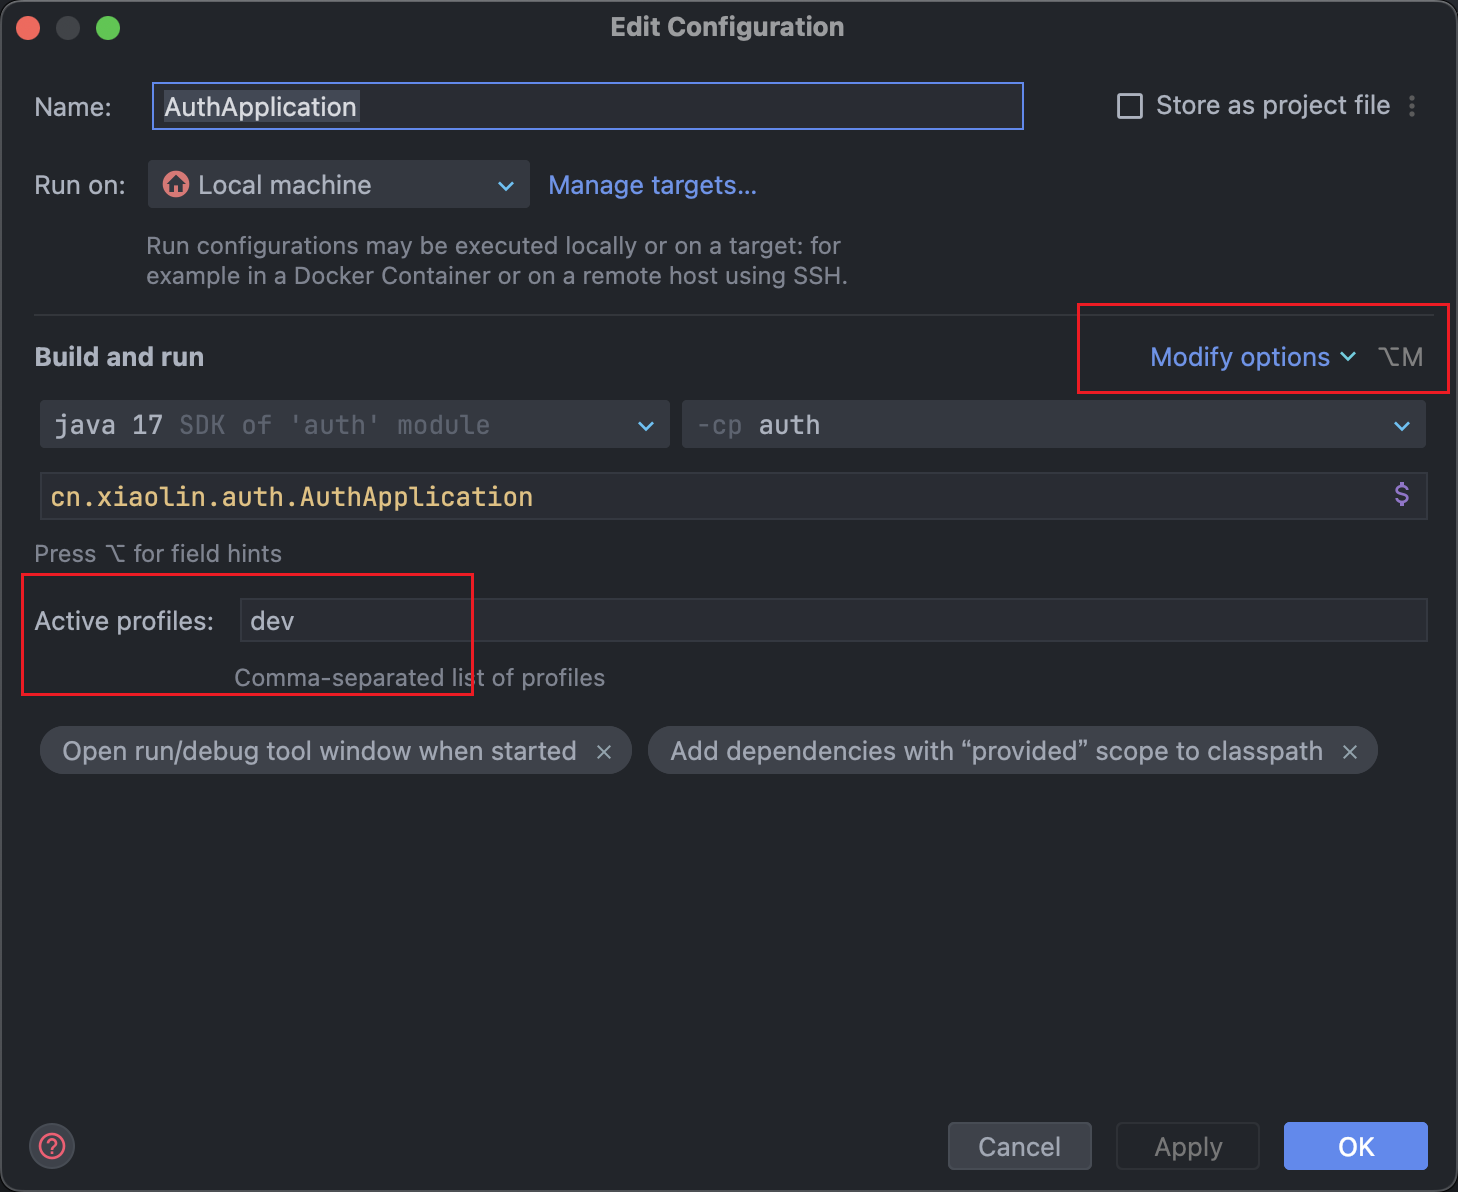 Edit Configuration
Name: AuthApplication
Store as project file
Run on: Local machine Manage targets...
Run configurations may be executed locally or on a target: for
example in a Docker Container or on a remote host using SSH.
Build and run
Modify options ⌥M
java 17 SDK of 'auth' module
-cp auth
cn.xiaolin.auth.AuthApplication
$
Press ⌥ for field hints
Active profiles: dev
Comma-separated list of profiles
Open run/debug tool window when started ×
Add dependencies with “provided” scope to classpath ×
?
Cancel
Apply
OK